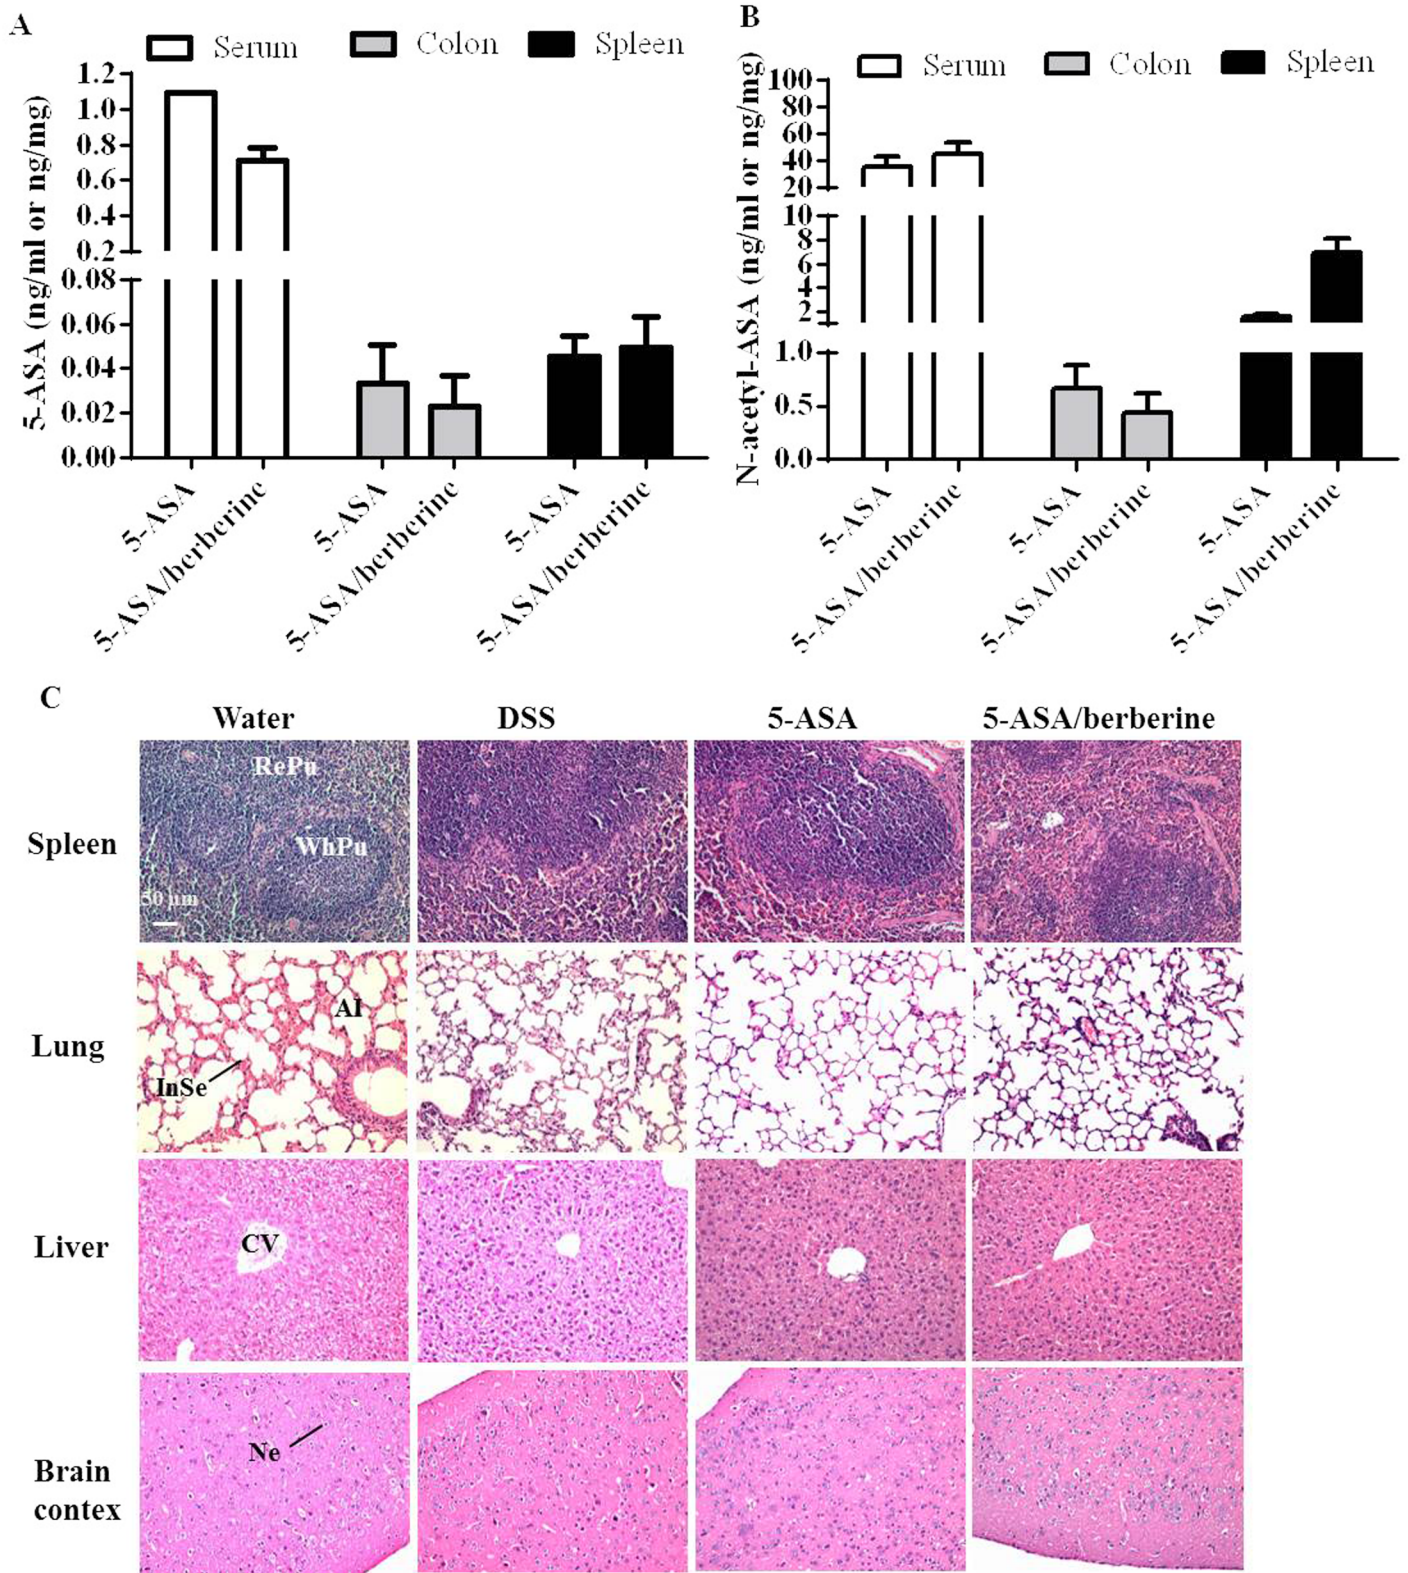 A
Serum Colon Spleen
5-ASA (ng/ml or ng/mg)
1.2
1.0
0.8
0.6
0.4
0.2
0.08
0.06
0.04
0.02
0.00
5-ASA
5-ASA/berberine
5-ASA
5-ASA/berberine
5-ASA
5-ASA/berberine
B
Serum Colon Spleen
N-acetyl-ASA (ng/ml or ng/mg)
100
80
60
40
20
10
8
6
4
2
1.0
0.5
0.0
5-ASA
5-ASA/berberine
5-ASA
5-ASA/berberine
5-ASA
5-ASA/berberine
C
Water DSS 5-ASA 5-ASA/berberine
Spleen
RePu
WhPu
50 μm
Lung
AI
InSe
Liver
CV
Brain
contex
Ne